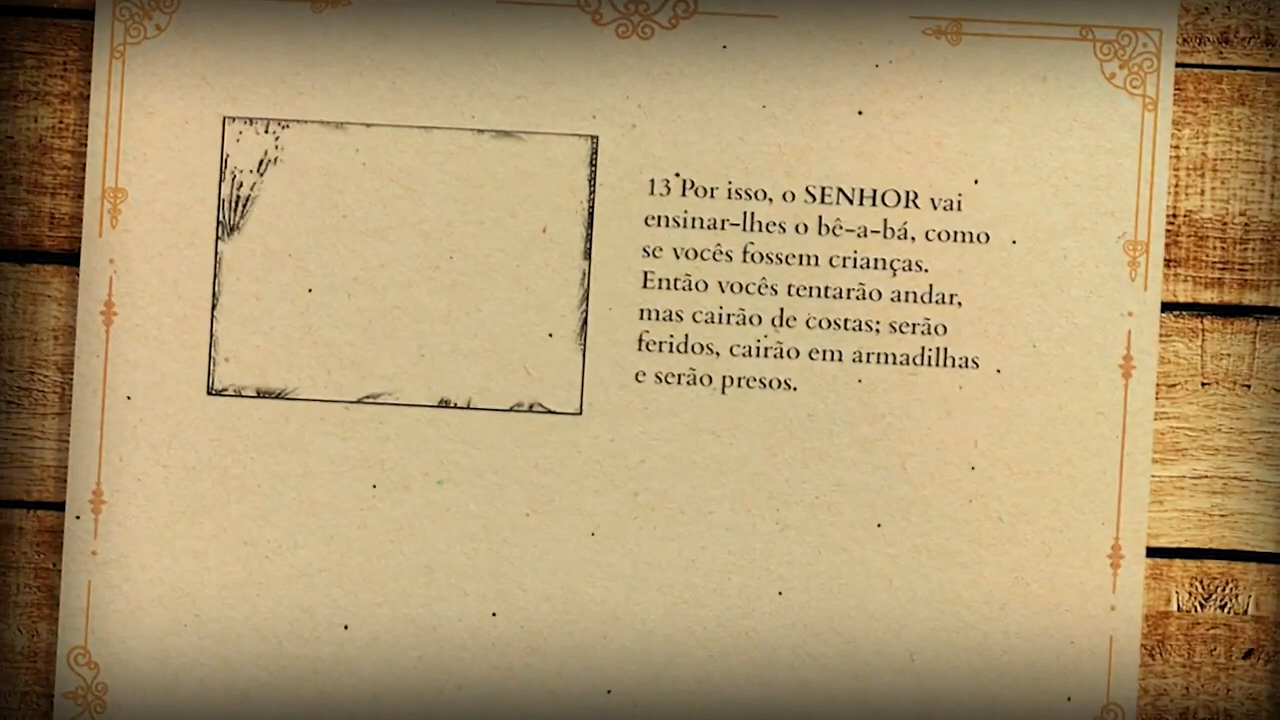 13 Por isso, o SENHOR vai
ensinar-lhes o bê-a-bá, como
se vocês fossem crianças.
Então vocês tentarão andar,
mas cairão de costas; serão
feridos, cairão em armadilhas
e serão presos.